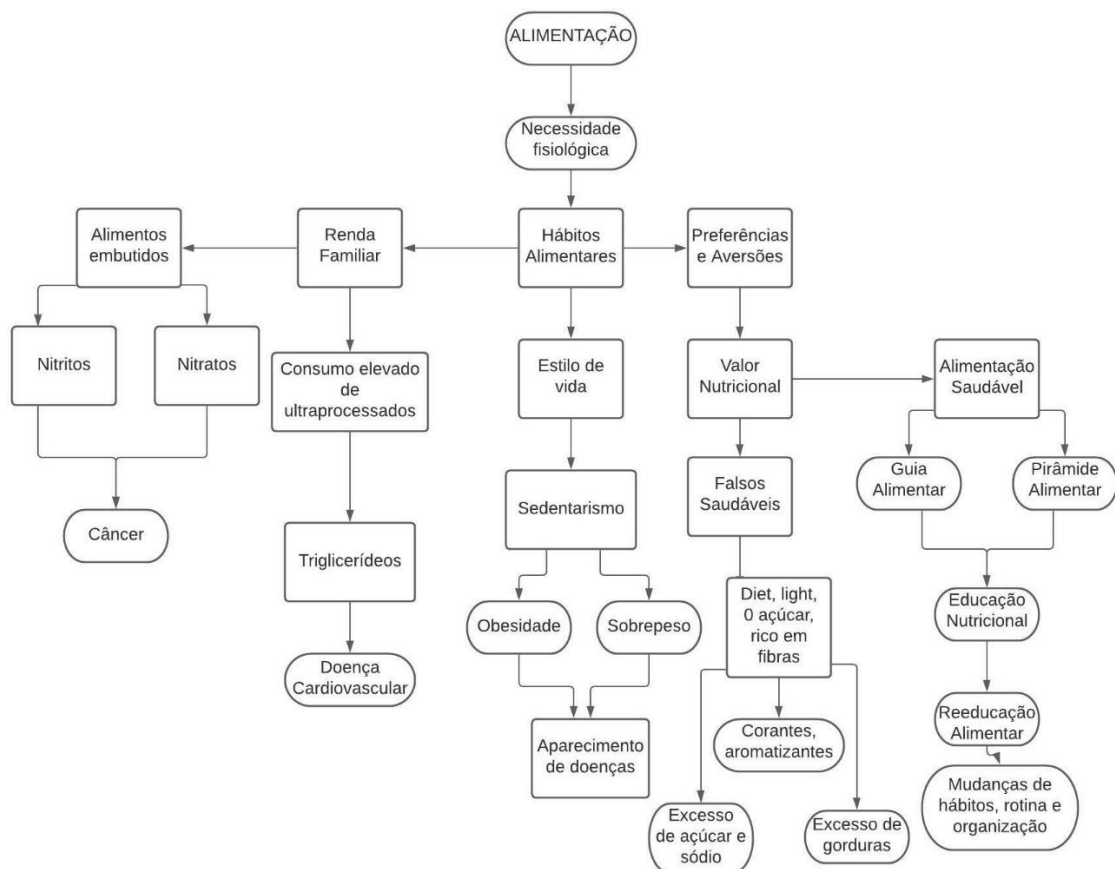 ALIMENTAÇÃO
Necessidade
fisiológica
Alimentos
embutidos
Renda
Familiar
Hábitos
Alimentares
Preferências
e Aversões
Nitritos
Nitratos
Consumo elevado
de
ultraprocessados
Estilo de
vida
Valor
Nutricional
Alimentação
Saudável
Guia
Alimentar
Pirâmide
Alimentar
Falsos
Saudáveis
Sedentarismo
Câncer
Triglicerídeos
Obesidade
Sobrepeso
Diet, light,
0 açúcar,
rico em
fibras
Educação
Nutricional
Doença
Cardiovascular
Reeducação
Alimentar
Corantes,
aromatizantes
Aparecimento
de doenças
Mudanças de
hábitos, rotina e
organização
Excesso
de açúcar e
sódio
Excesso de
gorduras